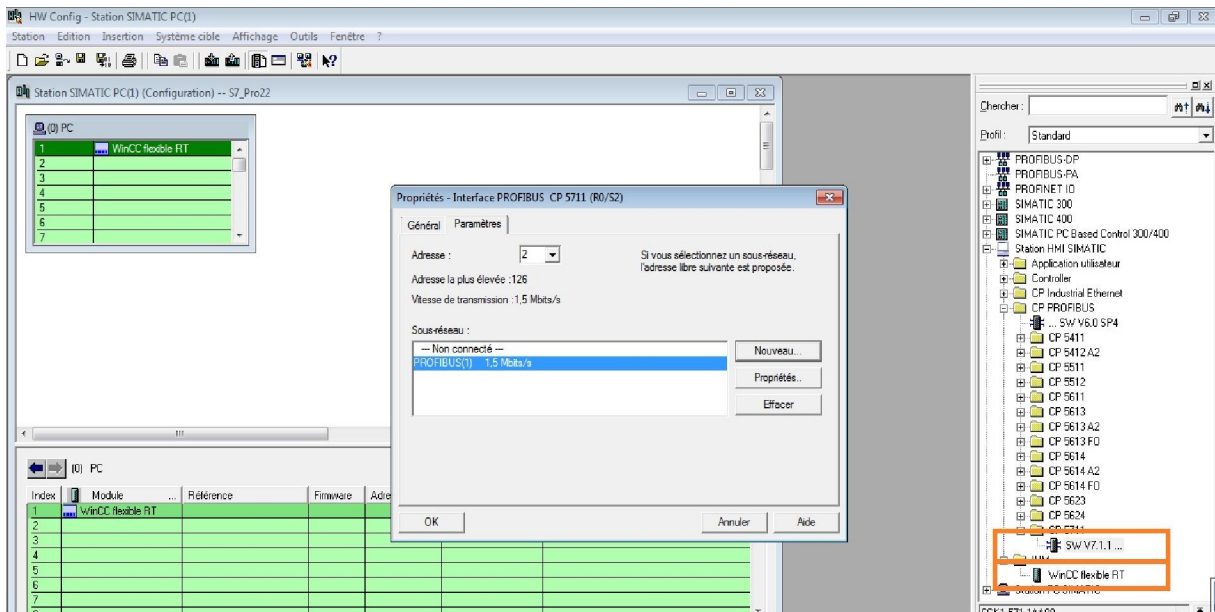 HW Config - Station SIMATIC PC(1)
Station Edition Insertion Système cible Affichage Outils Fenêtre ?
Station SIMATIC PC(1) (Configuration) -- S7_Pro22
(0) PC
1 WinCC flexible RT
2
3
4
5
6
7
Propriétés - Interface PROFIBUS CP 5711 (R0/S2)
Général Paramètres
Adresse : 2
Si vous sélectionnez un sous-réseau,
l'adresse libre suivante est proposée.
Adresse la plus élevée :126
Vitesse de transmission :1,5 Mbits/s
Sous-réseau :
--- Non connecté ---
PROFIBUS(1) 1,5 Mbits/s
Nouveau...
Propriétés..
Effacer
OK Annuler Aide
(0) PC
Index Module ... Référence Firmware Adre
1 WinCC flexible RT
2
3
4
5
6
7
Chercher :
Profil : Standard
PROFIBUS-DP
PROFIBUS-PA
PROFINET IO
SIMATIC 300
SIMATIC 400
SIMATIC PC Based Control 300/400
Station HMI SIMATIC
Application utilisateur
Controller
CP Industrial Ethernet
CP PROFIBUS
... SW V6.0 SP4
CP 5411
CP 5412 A2
CP 5511
CP 5512
CP 5611
CP 5613
CP 5613 A2
CP 5613 FO
CP 5614
CP 5614 A2
CP 5614 FO
CP 5623
CP 5624
CP 5711
SW V7.1.1 ...
WinCC flexible RT
Station PC SIMATIC